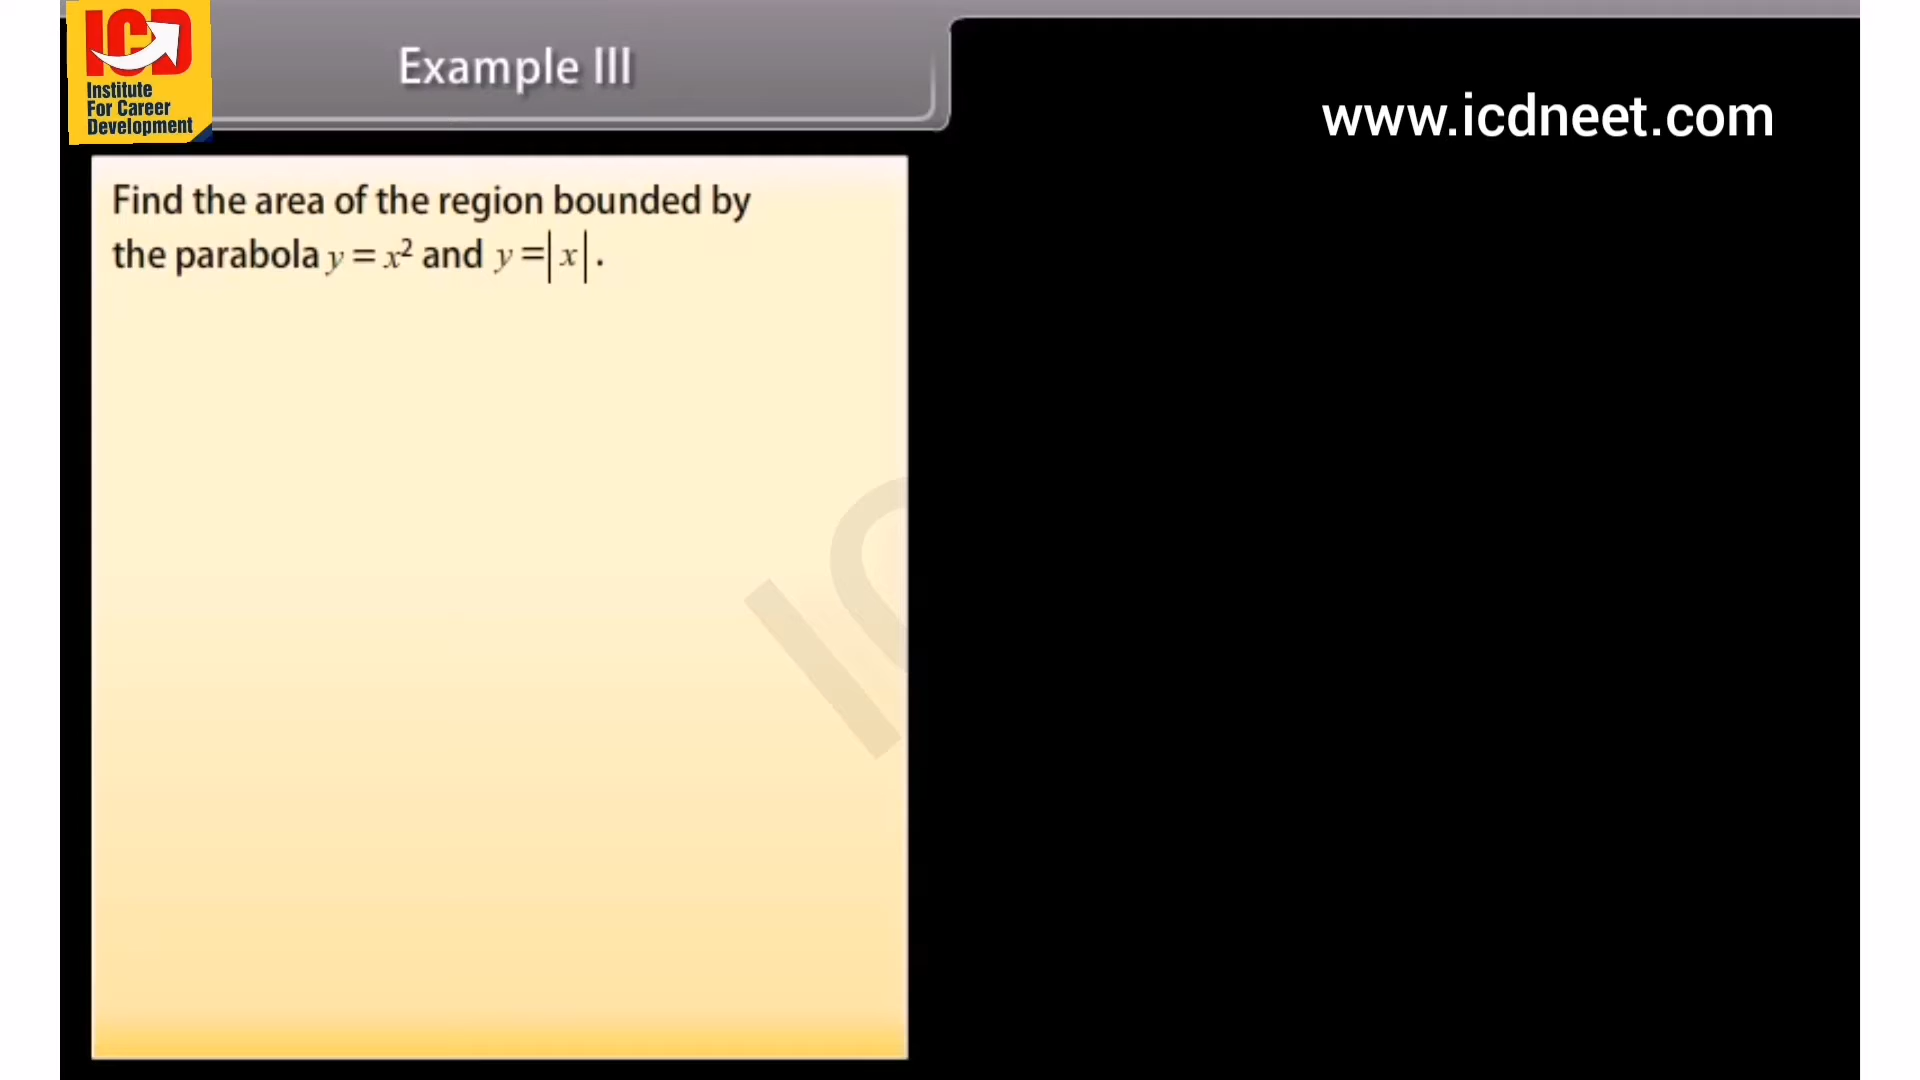 ICD
Institute
For Career
Development
Example III
www.icdneet.com
Find the area of the region bounded by
the parabola y = x² and y = |x|.
IC